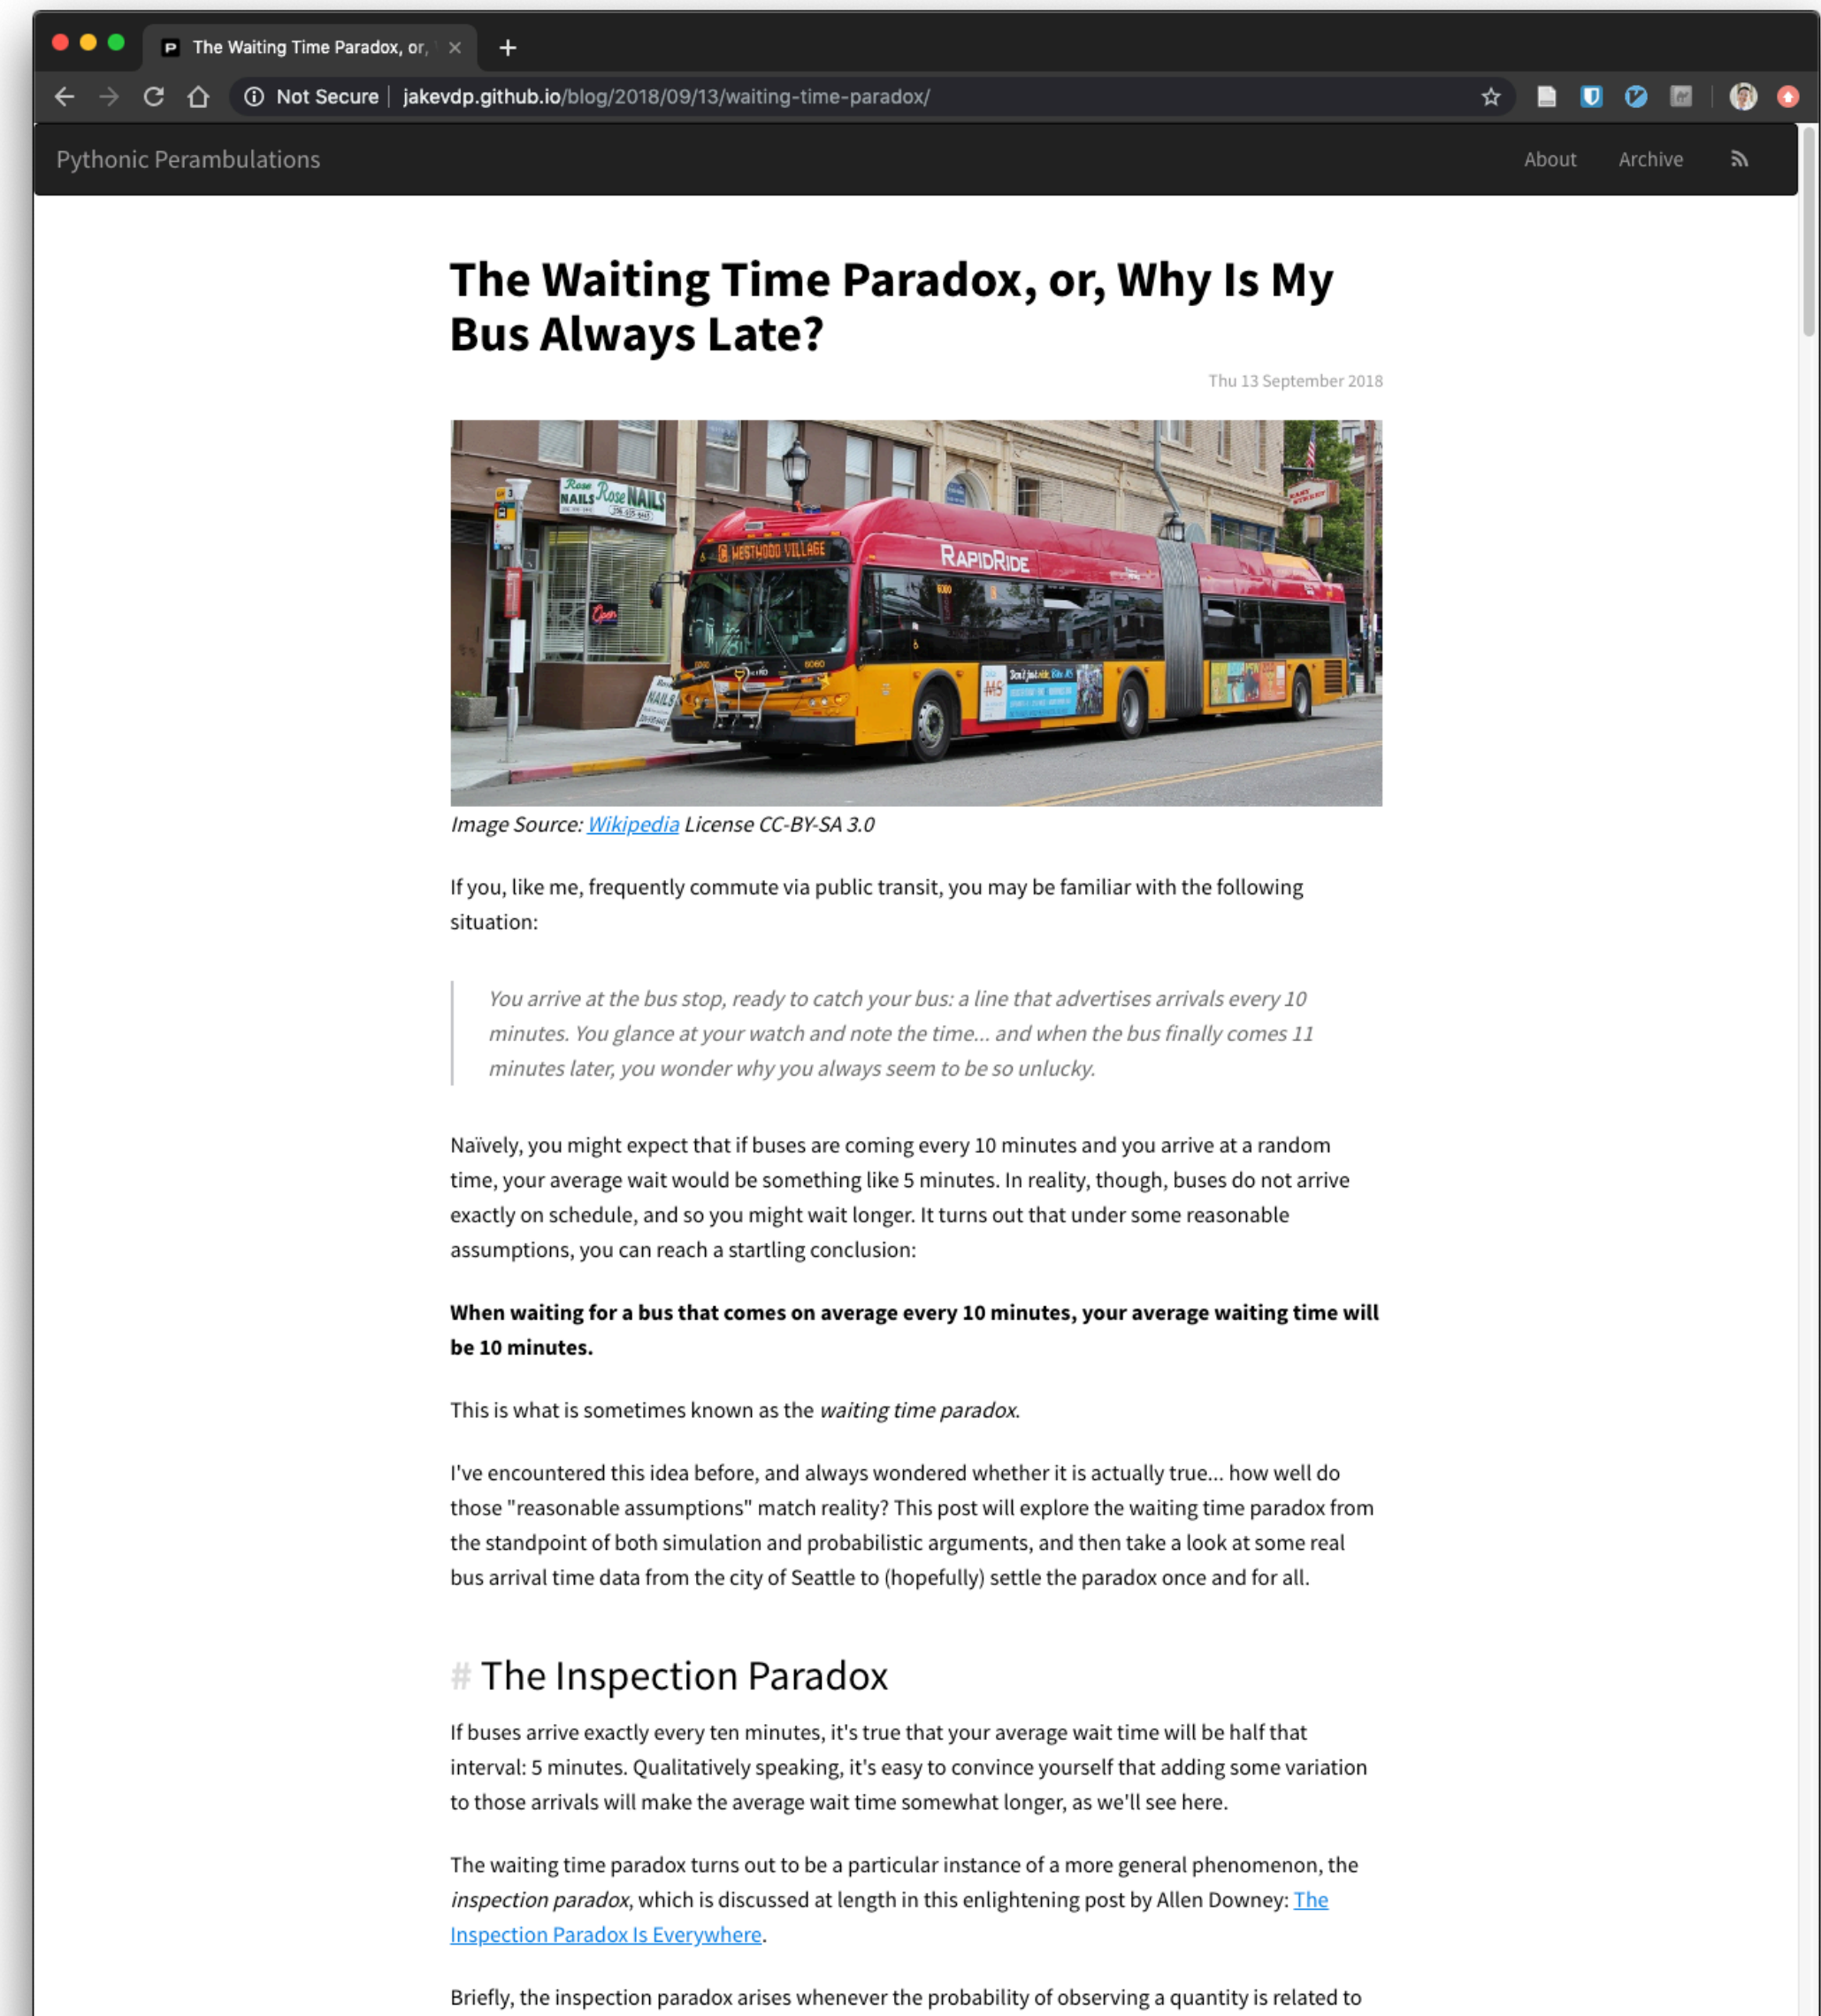 The Waiting Time Paradox, or,
Not Secure
jakevdp.github.io/blog/2018/09/13/waiting-time-paradox/
Pythonic Perambulations
About
Archive
The Waiting Time Paradox, or, Why Is My
Bus Always Late?
Thu 13 September 2018
Rose
NAILS
Rose NAILS
C WESTWOOD VILLAGE
RAPIDRIDE
EASY STREET
Open
6060
6060
NAILS
Don't just ride, Bike MS
Image Source: Wikipedia License CC-BY-SA 3.0
If you, like me, frequently commute via public transit, you may be familiar with the following
situation:
You arrive at the bus stop, ready to catch your bus: a line that advertises arrivals every 10
minutes. You glance at your watch and note the time... and when the bus finally comes 11
minutes later, you wonder why you always seem to be so unlucky.
Naïvely, you might expect that if buses are coming every 10 minutes and you arrive at a random
time, your average wait would be something like 5 minutes. In reality, though, buses do not arrive
exactly on schedule, and so you might wait longer. It turns out that under some reasonable
assumptions, you can reach a startling conclusion:
When waiting for a bus that comes on average every 10 minutes, your average waiting time will
be 10 minutes.
This is what is sometimes known as the waiting time paradox.
I've encountered this idea before, and always wondered whether it is actually true... how well do
those "reasonable assumptions" match reality? This post will explore the waiting time paradox from
the standpoint of both simulation and probabilistic arguments, and then take a look at some real
bus arrival time data from the city of Seattle to (hopefully) settle the paradox once and for all.
# The Inspection Paradox
If buses arrive exactly every ten minutes, it's true that your average wait time will be half that
interval: 5 minutes. Qualitatively speaking, it's easy to convince yourself that adding some variation
to those arrivals will make the average wait time somewhat longer, as we'll see here.
The waiting time paradox turns out to be a particular instance of a more general phenomenon, the
inspection paradox, which is discussed at length in this enlightening post by Allen Downey: The
Inspection Paradox Is Everywhere.
Briefly, the inspection paradox arises whenever the probability of observing a quantity is related to